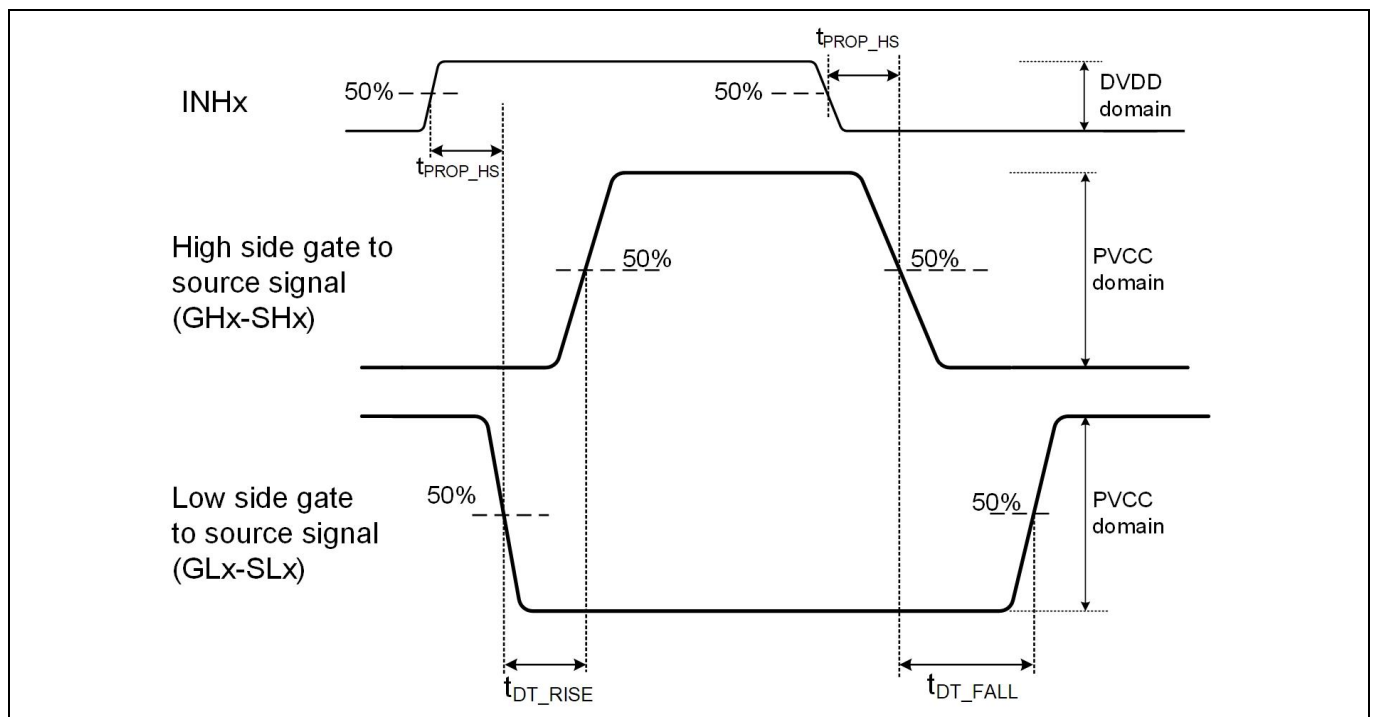 tPROP_HS
INHx
50%
50%
DVDD
domain
tPROP_HS
High side gate to
source signal
(GHx-SHx)
50%
50%
PVCC
domain
Low side gate
to source signal
(GLx-SLx)
50%
50%
PVCC
domain
tDT_RISE
tDT_FALL